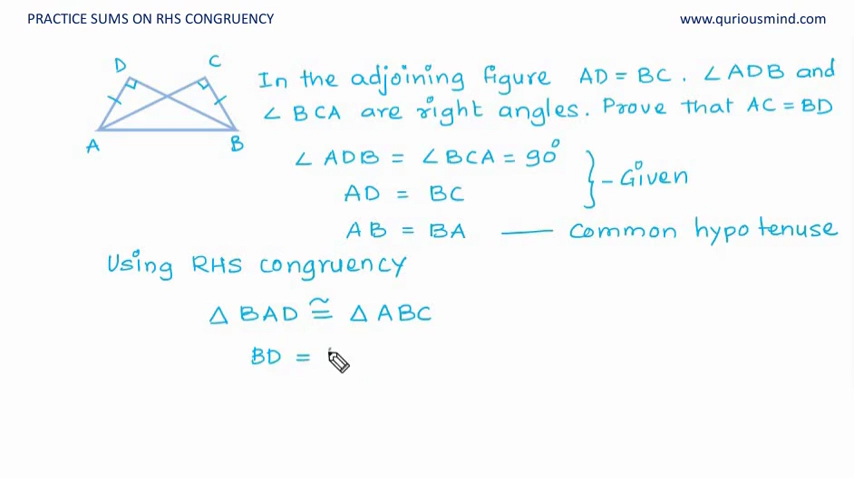 PRACTICE SUMS ON RHS CONGRUENCY www.quriousmind.com
D C
In the adjoining figure AD = BC. ∠ADB and
∠BCA are right angles. Prove that AC = BD
A B
∠ADB = ∠BCA = 90°
AD = BC } - Given
AB = BA — Common hypotenuse
Using RHS congruency
△ BAD ≅ △ ABC
BD =